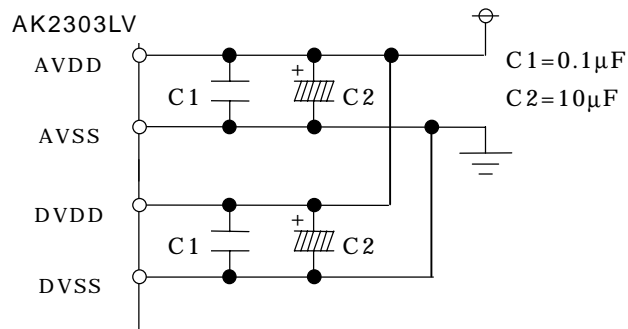 AK2303LV
AVDD
C1=0.1μF
+
C1
C2
C2=10μF
AVSS
DVDD
+
C1
C2
DVSS